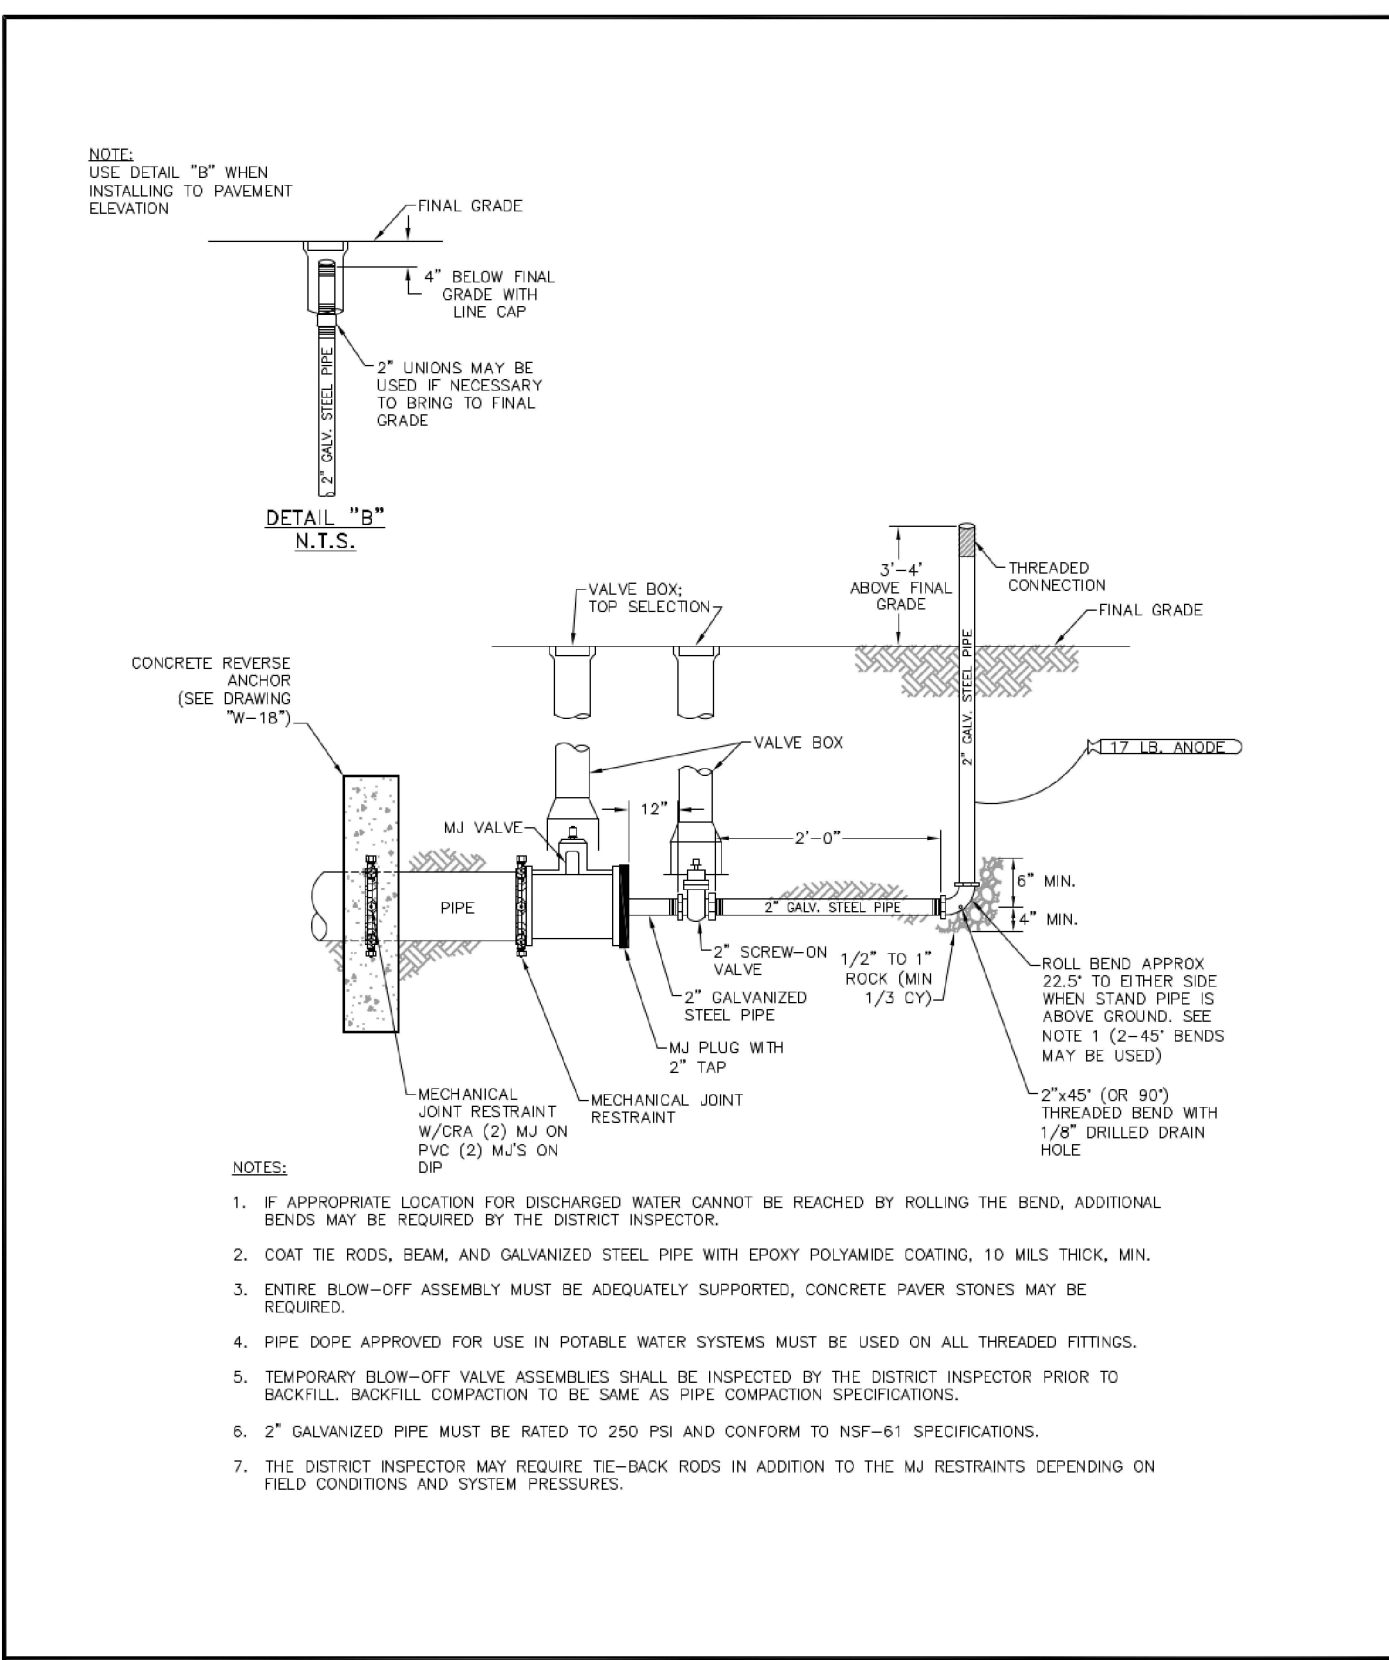 NOTE:
USE DETAIL "B" WHEN
INSTALLING TO PAVEMENT
ELEVATION
FINAL GRADE
4" BELOW FINAL
GRADE WITH
LINE CAP
2" UNIONS MAY BE
USED IF NECESSARY
TO BRING TO FINAL
GRADE
2" GALV. STEEL PIPE
DETAIL "B"
N.T.S.
3'-4'
ABOVE FINAL
GRADE
THREADED
CONNECTION
FINAL GRADE
VALVE BOX;
TOP SELECTION
CONCRETE REVERSE
ANCHOR
(SEE DRAWING
"W-18")
2" GALV. STEEL PIPE
VALVE BOX
17 LB. ANODE
12"
MJ VALVE
2'-0"
6" MIN.
PIPE
2" GALV. STEEL PIPE
4" MIN.
2" SCREW-ON
VALVE
1/2" TO 1"
ROCK (MIN
1/3 CY)
ROLL BEND APPROX
22.5° TO EITHER SIDE
WHEN STAND PIPE IS
ABOVE GROUND. SEE
NOTE 1 (2-45° BENDS
MAY BE USED)
2" GALVANIZED
STEEL PIPE
MJ PLUG WITH
2" TAP
MECHANICAL
JOINT RESTRAINT
W/CRA (2) MJ ON
PVC (2) MJ'S ON
DIP
MECHANICAL JOINT
RESTRAINT
2"x45° (OR 90°)
THREADED BEND WITH
1/8" DRILLED DRAIN
HOLE
NOTES:
1. IF APPROPRIATE LOCATION FOR DISCHARGED WATER CANNOT BE REACHED BY ROLLING THE BEND, ADDITIONAL
BENDS MAY BE REQUIRED BY THE DISTRICT INSPECTOR.
2. COAT TIE RODS, BEAM, AND GALVANIZED STEEL PIPE WITH EPOXY POLYAMIDE COATING, 10 MILS THICK, MIN.
3. ENTIRE BLOW-OFF ASSEMBLY MUST BE ADEQUATELY SUPPORTED, CONCRETE PAVER STONES MAY BE
REQUIRED.
4. PIPE DOPE APPROVED FOR USE IN POTABLE WATER SYSTEMS MUST BE USED ON ALL THREADED FITTINGS.
5. TEMPORARY BLOW-OFF VALVE ASSEMBLIES SHALL BE INSPECTED BY THE DISTRICT INSPECTOR PRIOR TO
BACKFILL. BACKFILL COMPACTION TO BE SAME AS PIPE COMPACTION SPECIFICATIONS.
6. 2" GALVANIZED PIPE MUST BE RATED TO 250 PSI AND CONFORM TO NSF-61 SPECIFICATIONS.
7. THE DISTRICT INSPECTOR MAY REQUIRE TIE-BACK RODS IN ADDITION TO THE MJ RESTRAINTS DEPENDING ON
FIELD CONDITIONS AND SYSTEM PRESSURES.